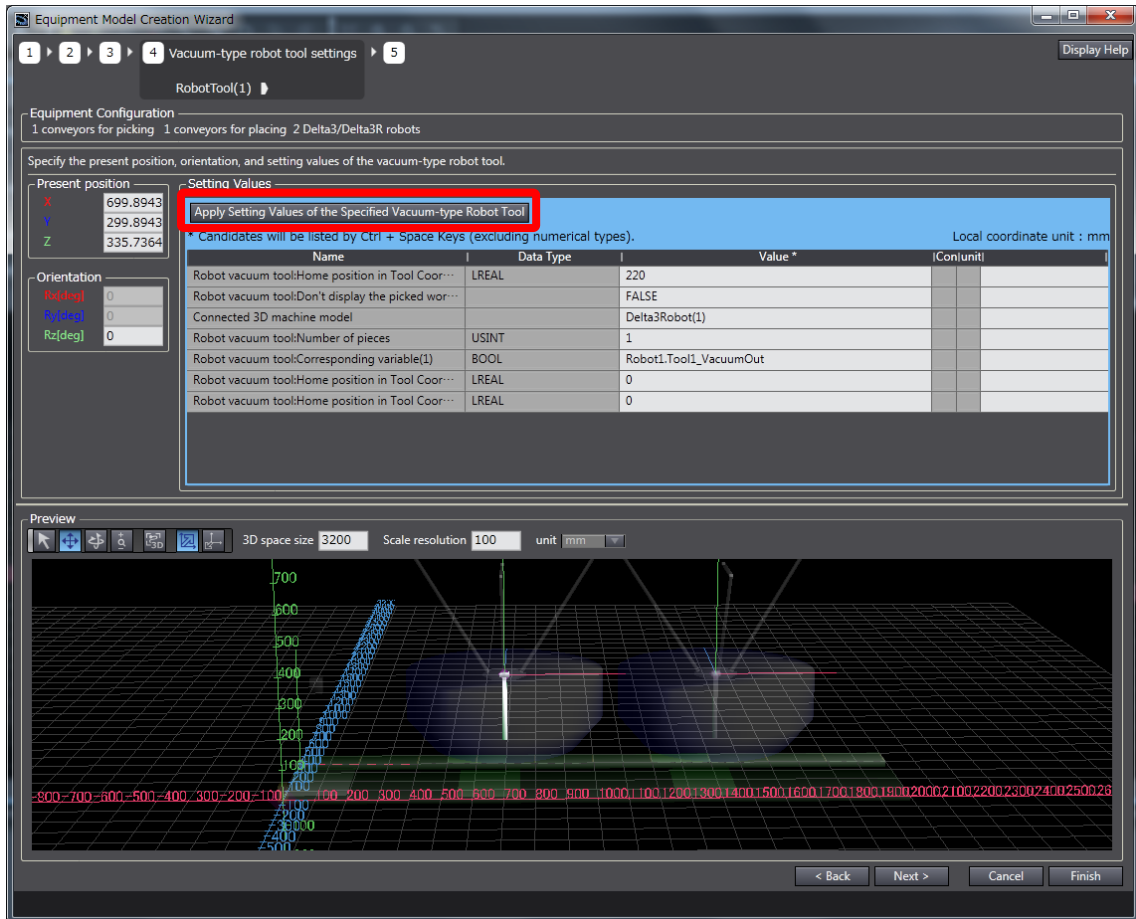 Equipment Model Creation Wizard
1 2 3 4 Vacuum-type robot tool settings 5 Display Help
RobotTool(1)
Equipment Configuration
1 conveyors for picking 1 conveyors for placing 2 Delta3/Delta3R robots
Specify the present position, orientation, and setting values of the vacuum-type robot tool.
Present position
X 699.8943
Y 299.8943
Z 335.7364
Orientation
Rx[deg] 0
Ry[deg] 0
Rz[deg] 0
Setting Values
Apply Setting Values of the Specified Vacuum-type Robot Tool
* Candidates will be listed by Ctrl + Space Keys (excluding numerical types). Local coordinate unit : mm
Name | Data Type | Value * |Con|unit| |
Robot vacuum tool:Home position in Tool Coor··· LREAL 220
Robot vacuum tool:Don't display the picked wor··· FALSE
Connected 3D machine model Delta3Robot(1)
Robot vacuum tool:Number of pieces USINT 1
Robot vacuum tool:Corresponding variable(1) BOOL Robot1.Tool1_VacuumOut
Robot vacuum tool:Home position in Tool Coor··· LREAL 0
Robot vacuum tool:Home position in Tool Coor··· LREAL 0
Preview
3D space size 3200 Scale resolution 100 unit mm
700
600
500
400
300
200
100
-800-700-600-500-400-300-200-100 100 200 300 400 500 600 700 800 900 1000 1100 1200 1300 1400 1500 1600 1700 1800 1900 2000 2100 2200 2300 2400 2500 26
< Back Next > Cancel Finish